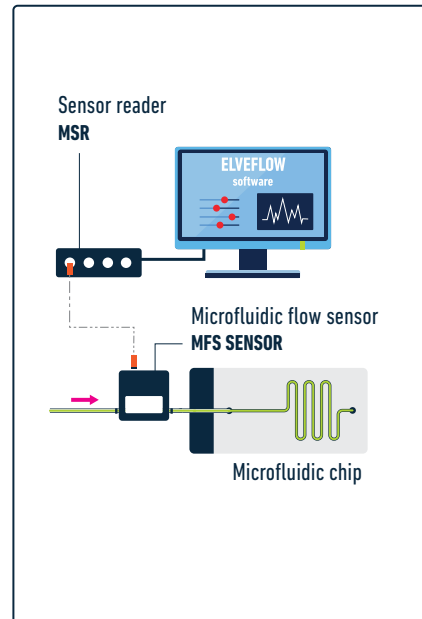 Sensor reader
MSR
ELVEFLOW
software
Microfluidic flow sensor
MFS SENSOR
Microfluidic chip